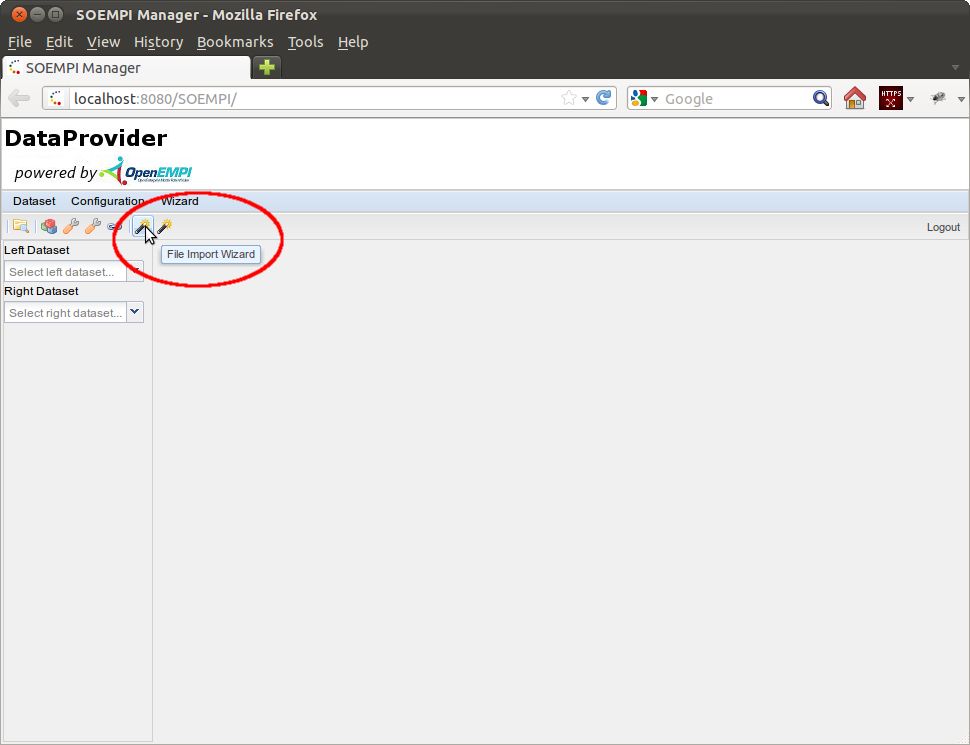 SOEMPI Manager - Mozilla Firefox
File Edit View History Bookmarks Tools Help
SOEMPI Manager
localhost:8080/SOEMPI/
Google
HTTPS
DataProvider
powered by OpenEMPI
Dataset Configuration Wizard
Logout
File Import Wizard
Left Dataset
Select left dataset...
Right Dataset
Select right dataset...